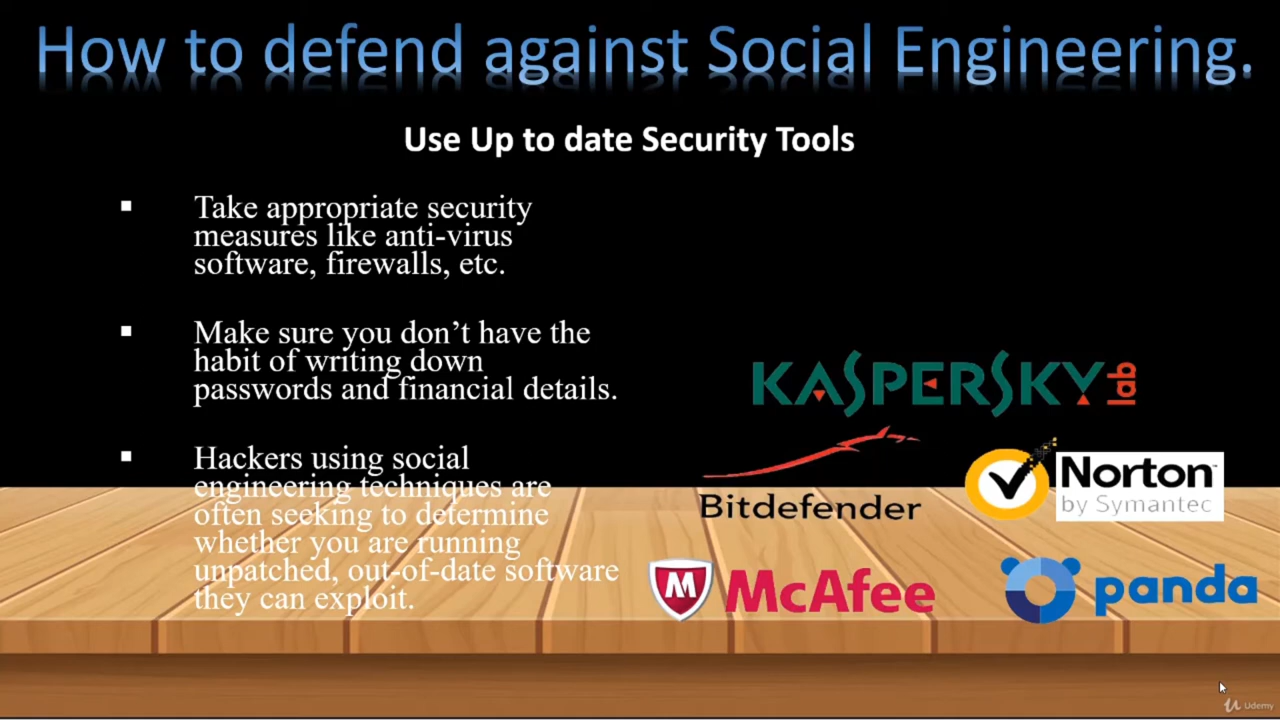 How to defend against Social Engineering.
Use Up to date Security Tools
▪ Take appropriate security
measures like anti-virus
software, firewalls, etc.
▪ Make sure you don’t have the
habit of writing down
passwords and financial details.
▪ Hackers using social
engineering techniques are
often seeking to determine
whether you are running
unpatched, out-of-date software
they can exploit.
KASPERSKY lab
Bitdefender
Norton™
by Symantec
M McAfee
panda
Udemy